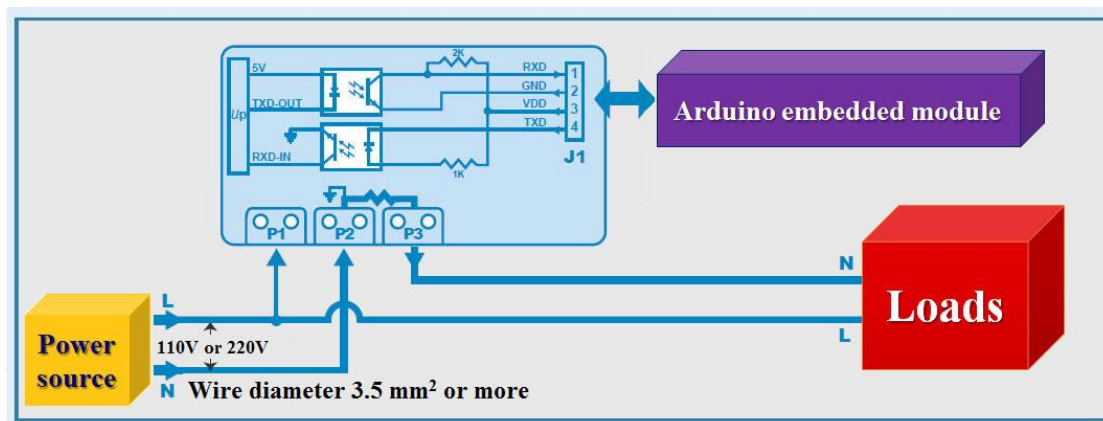 5V
2K
RXD
1
GND
2
TXD-OUT
VDD
3
TXD
4
Up
RXD-IN
1K
J1
Arduino embedded module
P1
P2
P3
N
L
Loads
L
Power
source
110V or 220V
N
Wire diameter 3.5 mm² or more